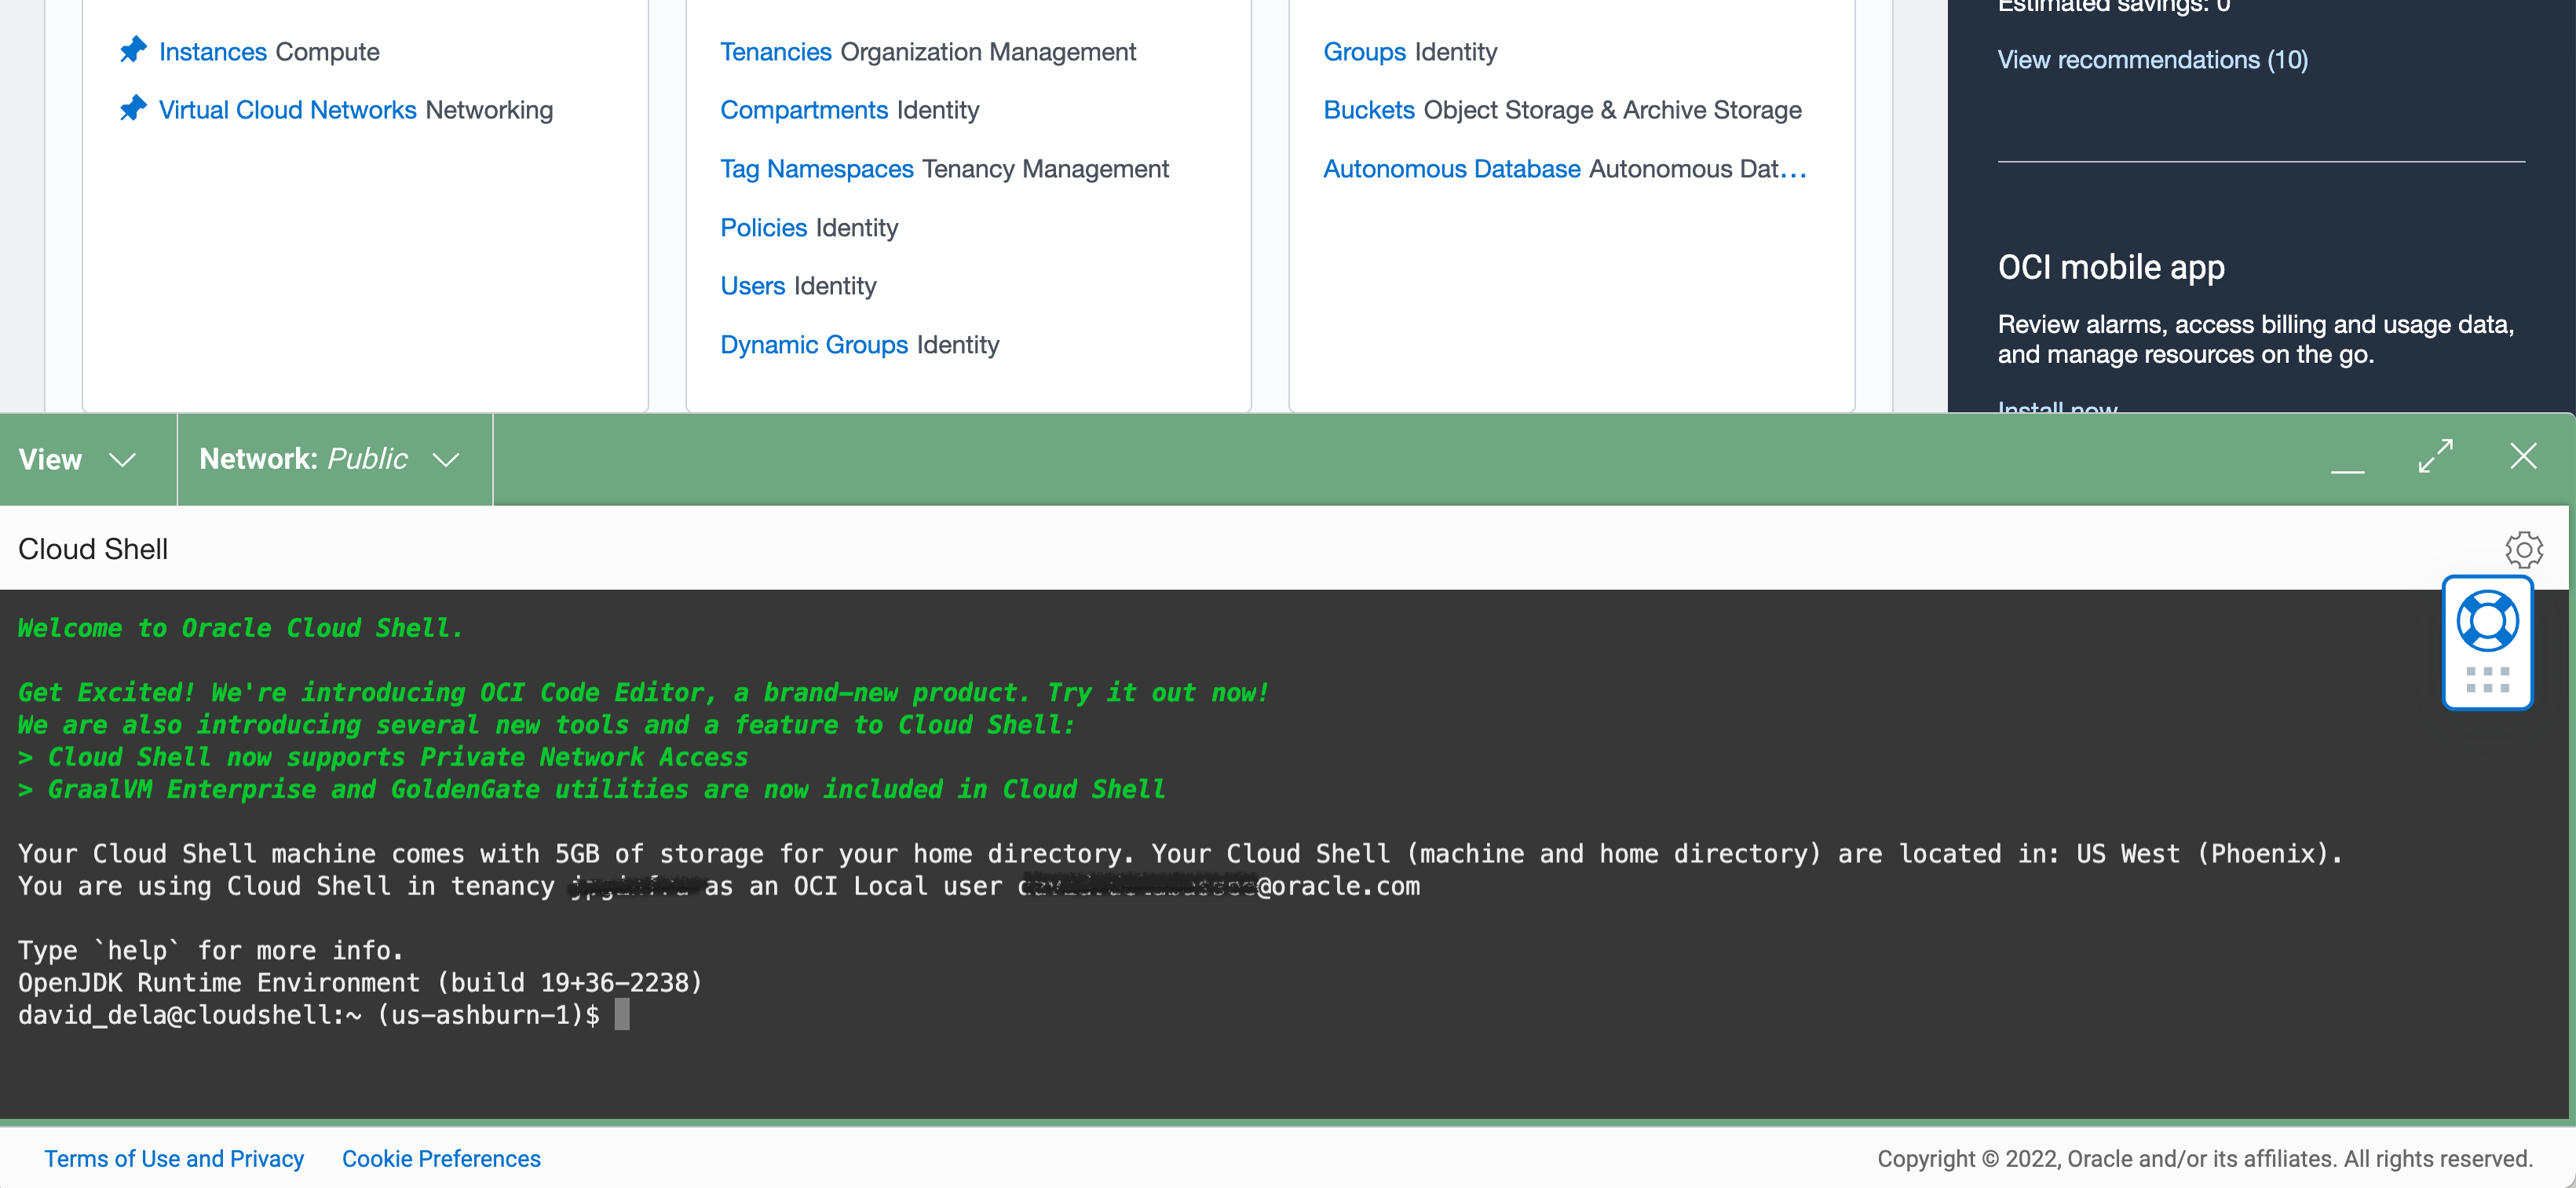 Estimated savings: 0
Instances Compute
Virtual Cloud Networks Networking
Tenancies Organization Management
Compartments Identity
Tag Namespaces Tenancy Management
Policies Identity
Users Identity
Dynamic Groups Identity
Groups Identity
Buckets Object Storage & Archive Storage
Autonomous Database Autonomous Dat...
View recommendations (10)
OCI mobile app
Review alarms, access billing and usage data,
and manage resources on the go.
Install now
View
Network: Public
Cloud Shell
Welcome to Oracle Cloud Shell.
Get Excited! We're introducing OCI Code Editor, a brand-new product. Try it out now!
We are also introducing several new tools and a feature to Cloud Shell:
> Cloud Shell now supports Private Network Access
> GraalVM Enterprise and GoldenGate utilities are now included in Cloud Shell
Your Cloud Shell machine comes with 5GB of storage for your home directory. Your Cloud Shell (machine and home directory) are located in: US West (Phoenix).
You are using Cloud Shell in tenancy as an OCI Local user @oracle.com
Type `help` for more info.
OpenJDK Runtime Environment (build 19+36-2238)
david_dela@cloudshell:~ (us-ashburn-1)$
Terms of Use and Privacy
Cookie Preferences
Copyright © 2022, Oracle and/or its affiliates. All rights reserved.